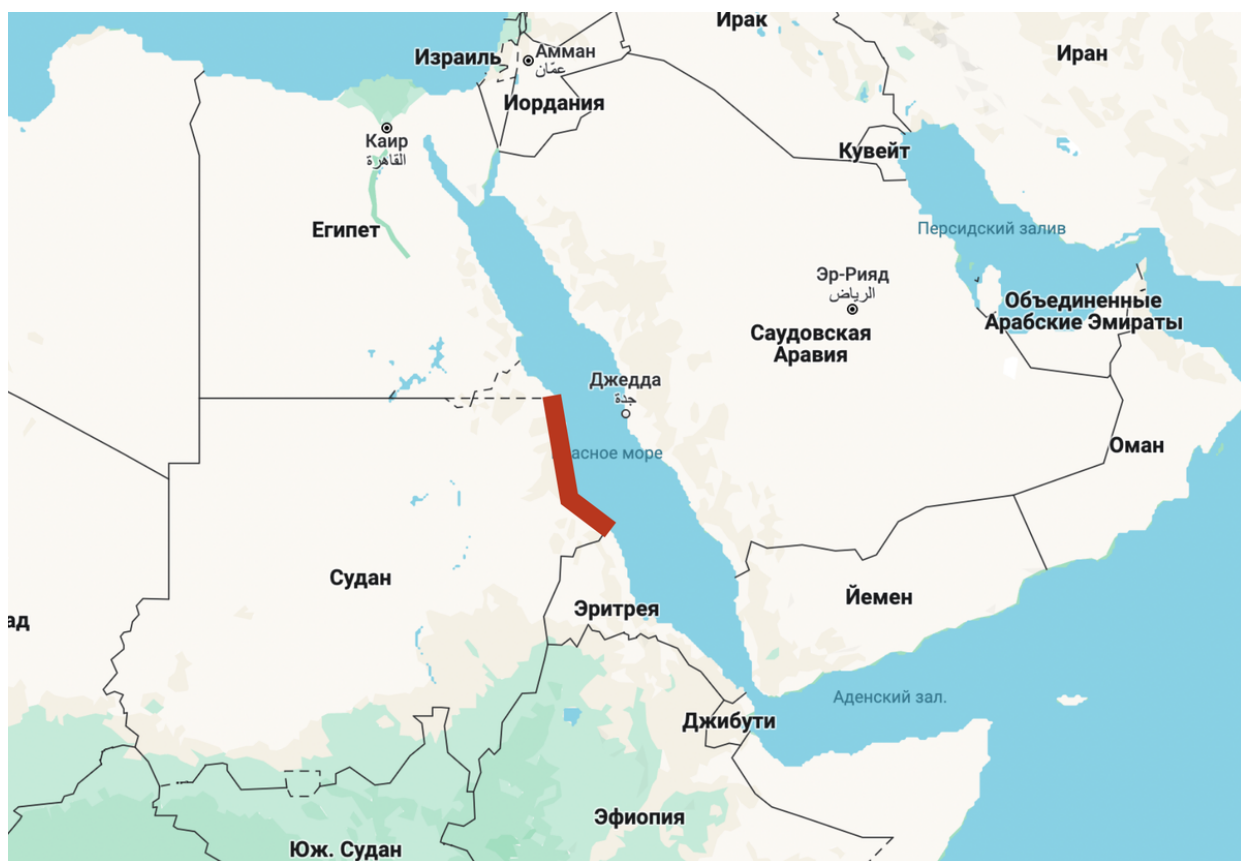 Ирак
Израиль
Амман
عمّان
Иран
Иордания
Каир
القاهرة
Кувейт
Египет
Персидский залив
Эр-Рияд
الرياض
Объединенные
Арабские Эмираты
Саудовская
Аравия
Джедда
جدة
асное море
Оман
Судан
Эритрея
Йемен
ад
Аденский зал.
Джибути
Эфиопия
Юж. Судан